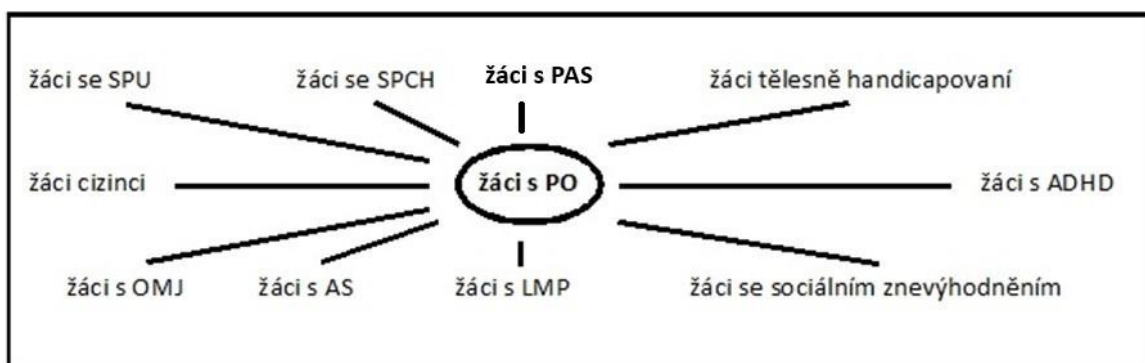 žáci se SPU žáci se SPCH žáci s PAS žáci tělesně handicapovaní
žáci cizinci žáci s PO žáci s ADHD
žáci s OMJ žáci s AS žáci s LMP žáci se sociálním znevýhodněním